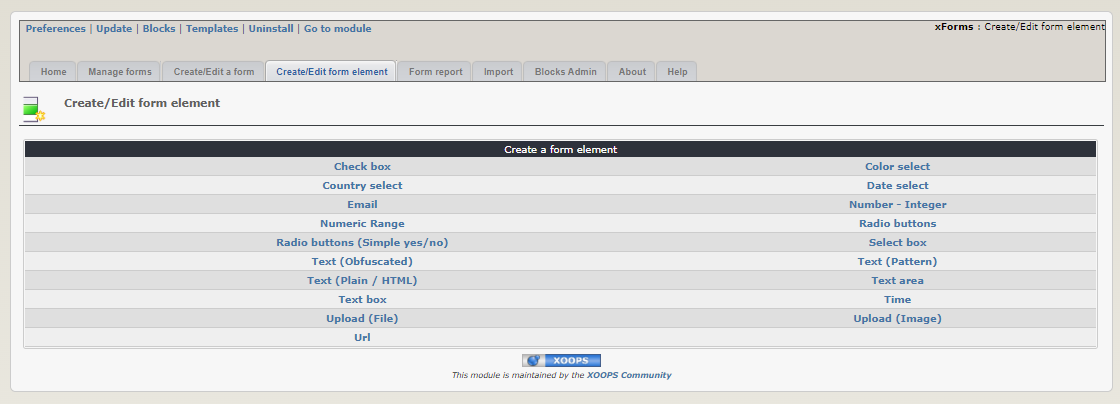 Preferences | Update | Blocks | Templates | Uninstall | Go to module
xForms : Create/Edit form element
Home Manage forms Create/Edit a form Create/Edit form element Form report Import Blocks Admin About Help
Create/Edit form element
Create a form element
Check box Color select
Country select Date select
Email Number - Integer
Numeric Range Radio buttons
Radio buttons (Simple yes/no) Select box
Text (Obfuscated) Text (Pattern)
Text (Plain / HTML) Text area
Text box Time
Upload (File) Upload (Image)
Url
XOOPS
This module is maintained by the XOOPS Community